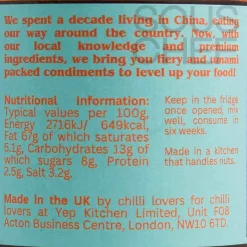 We spent a decade living in China, eating
our way around the country. Now, with
our local knowledge and premium
ingredients, we bring you fiery and umami
packed condiments to level up your food!
Nutritional Information:
Typical values per 100g,
Energy 2716kJ/ 649kcal,
Fat 67g of which saturates
5.1g, Carbohydrates 13g of
which sugars 8g, Protein
2.5g, Salt 3.2g.
Keep in the fridge
once opened, mix
well, consume in
six weeks.
Made in a kitchen
that handles nuts.
Made in the UK by chilli lovers for chilli
lovers at Yep Kitchen Limited, Unit F08
Acton Business Centre, London, NW10 6TD